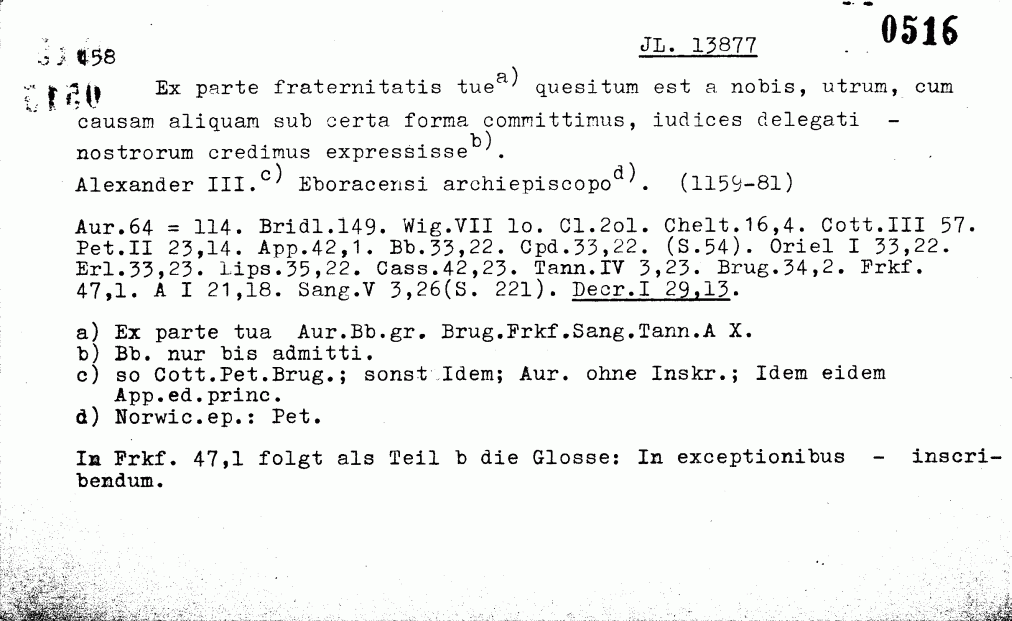 0516
JL. 13877
458
Ex parte fraternitatis tue a) quesitum est a nobis, utrum, cum
causam aliquam sub certa forma committimus, iudices delegati –
nostrorum credimus expressisse b).
Alexander III. c) Eboracensi archiepiscopo d). (1159-81)
Aur.64 = 114. Bridl.149. Wig.VII lo. Cl.2ol. Chelt.16,4. Cott.III 57.
Pet.II 23,14. App.42,1. Bb.33,22. Cpd.33,22. (S.54). Oriel I 33,22.
Erl.33,23. Lips.35,22. Cass.42,23. Tann.IV 3,23. Brug.34,2. Frkf.
47,1. A I 21,18. Sang.V 3,26(S. 221). Decr.I 29,13.
a) Ex parte tua Aur.Bb.gr. Brug.Frkf.Sang.Tann.A X.
b) Bb. nur bis admitti.
c) so Cott.Pet.Brug.; sonst Idem; Aur. ohne Inskr.; Idem eidem
App.ed.princ.
d) Norwic.ep.: Pet.
In Frkf. 47,1 folgt als Teil b die Glosse: In exceptionibus – inscri-
bendum.